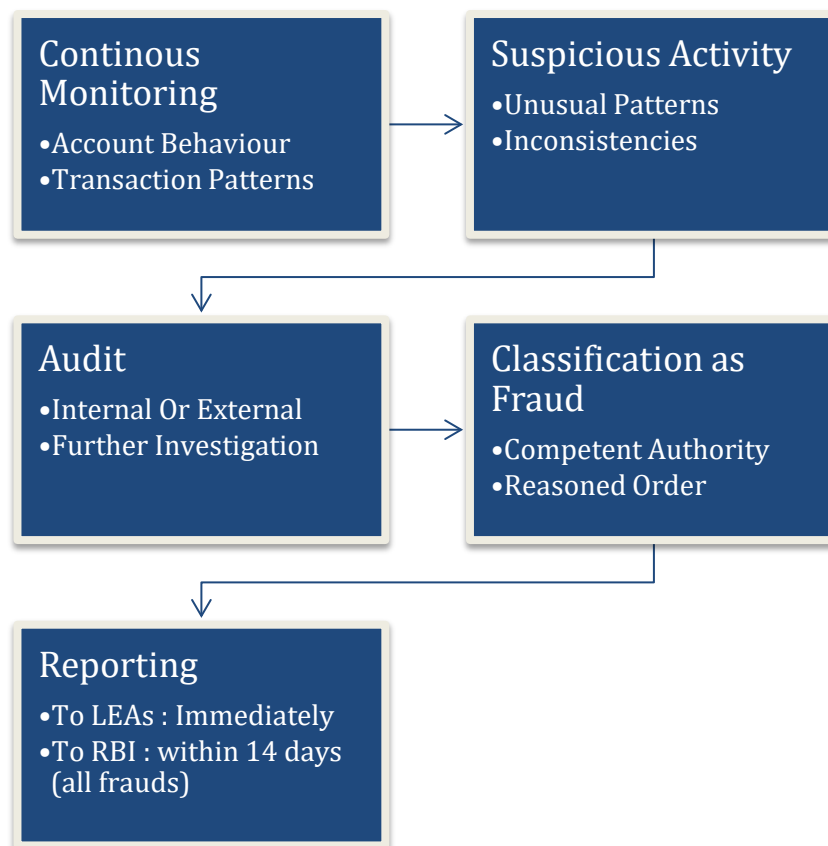 Continous
Monitoring
•Account Behaviour
•Transaction Patterns
Suspicious Activity
•Unusual Patterns
•Inconsistencies
Audit
•Internal Or External
•Further Investigation
Classification as
Fraud
•Competent Authority
•Reasoned Order
Reporting
•To LEAs : Immediately
•To RBI : within 14 days
(all frauds)